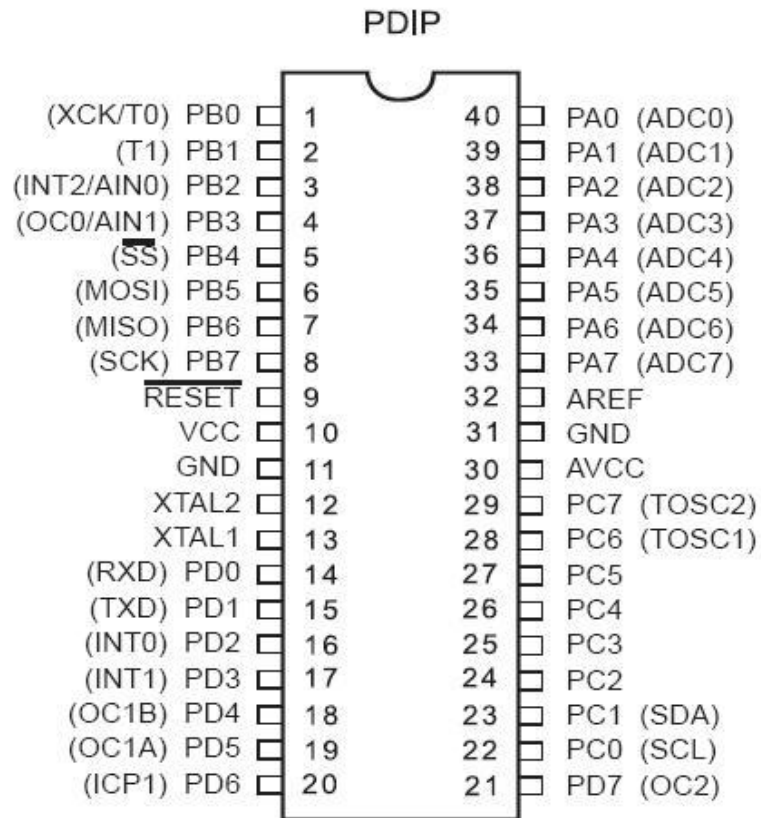 PDIP
(XCK/T0) PB0 1 40 PA0 (ADC0)
(T1) PB1 2 39 PA1 (ADC1)
(INT2/AIN0) PB2 3 38 PA2 (ADC2)
(OC0/AIN1) PB3 4 37 PA3 (ADC3)
(SS) PB4 5 36 PA4 (ADC4)
(MOSI) PB5 6 35 PA5 (ADC5)
(MISO) PB6 7 34 PA6 (ADC6)
(SCK) PB7 8 33 PA7 (ADC7)
RESET 9 32 AREF
VCC 10 31 GND
GND 11 30 AVCC
XTAL2 12 29 PC7 (TOSC2)
XTAL1 13 28 PC6 (TOSC1)
(RXD) PD0 14 27 PC5
(TXD) PD1 15 26 PC4
(INT0) PD2 16 25 PC3
(INT1) PD3 17 24 PC2
(OC1B) PD4 18 23 PC1 (SDA)
(OC1A) PD5 19 22 PC0 (SCL)
(ICP1) PD6 20 21 PD7 (OC2)